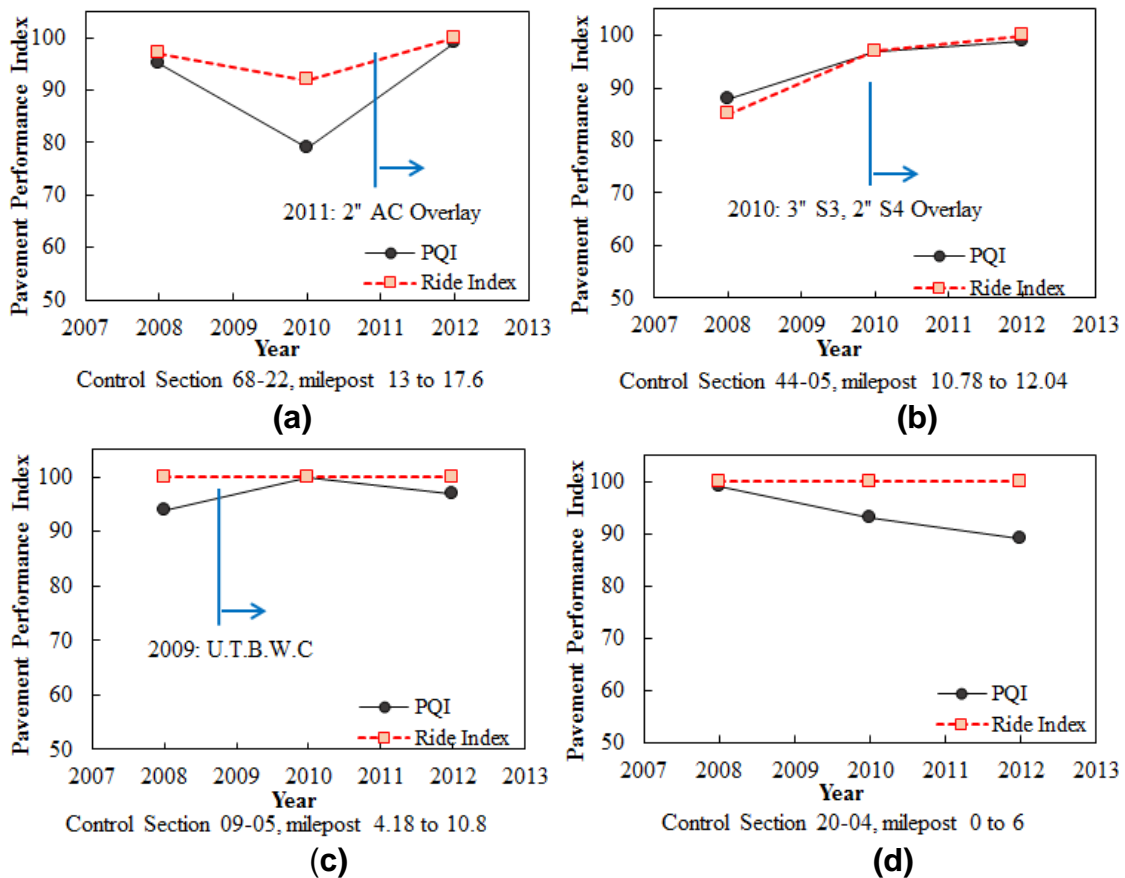 Pavement Performance Index
100
90
80
70
60
50
2011: 2" AC Overlay
PQI
Ride Index
2007 2008 2009 2010 2011 2012 2013
Year
Control Section 68-22, milepost 13 to 17.6
(a)
Pavement Performance Index
100
90
80
70
60
50
2010: 3" S3, 2" S4 Overlay
PQI
Ride Index
2007 2008 2009 2010 2011 2012 2013
Year
Control Section 44-05, milepost 10.78 to 12.04
(b)
Pavement Performance Index
100
90
80
70
60
50
2009: U.T.B.W.C
PQI
Ride Index
2007 2008 2009 2010 2011 2012 2013
Year
Control Section 09-05, milepost 4.18 to 10.8
(c)
Pavement Performance Index
100
90
80
70
60
50
PQI
Ride Index
2007 2008 2009 2010 2011 2012 2013
Year
Control Section 20-04, milepost 0 to 6
(d)